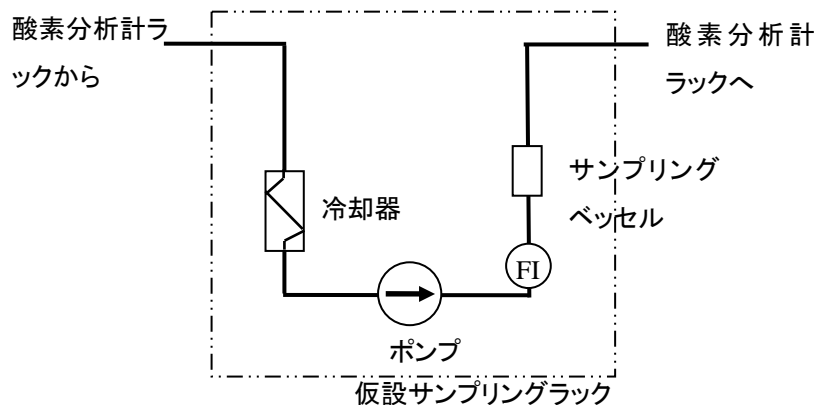 酸素分析計ラ
ックから
酸素分析計
ラックへ
サンプリング
ベッセル
冷却器
FI
ポンプ
仮設サンプリングラック